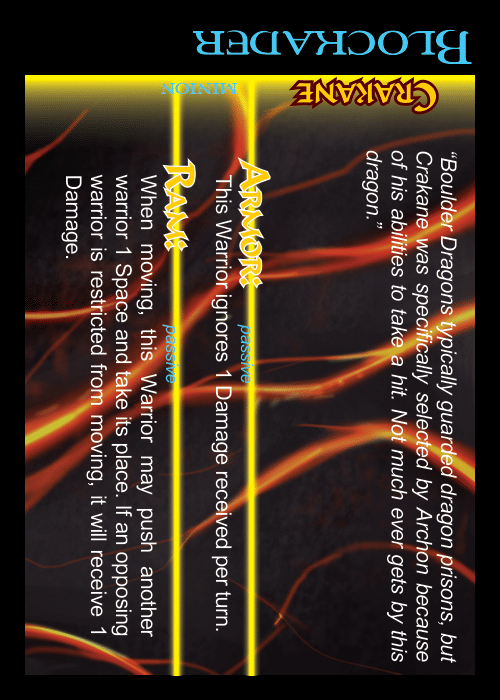 BLOCKADER
CRAKANE
MINION
"Boulder Dragons typically guarded dragon prisons, but
Crakane was specifically selected by Archon because
of his abilities to take a hit. Not much ever gets by this
dragon."
ARMOR:
passive
This Warrior ignores 1 Damage received per turn.
RAM:
passive
When moving, this Warrior may push another
warrior 1 Space and take its place. If an opposing
warrior is restricted from moving, it will receive 1
Damage.